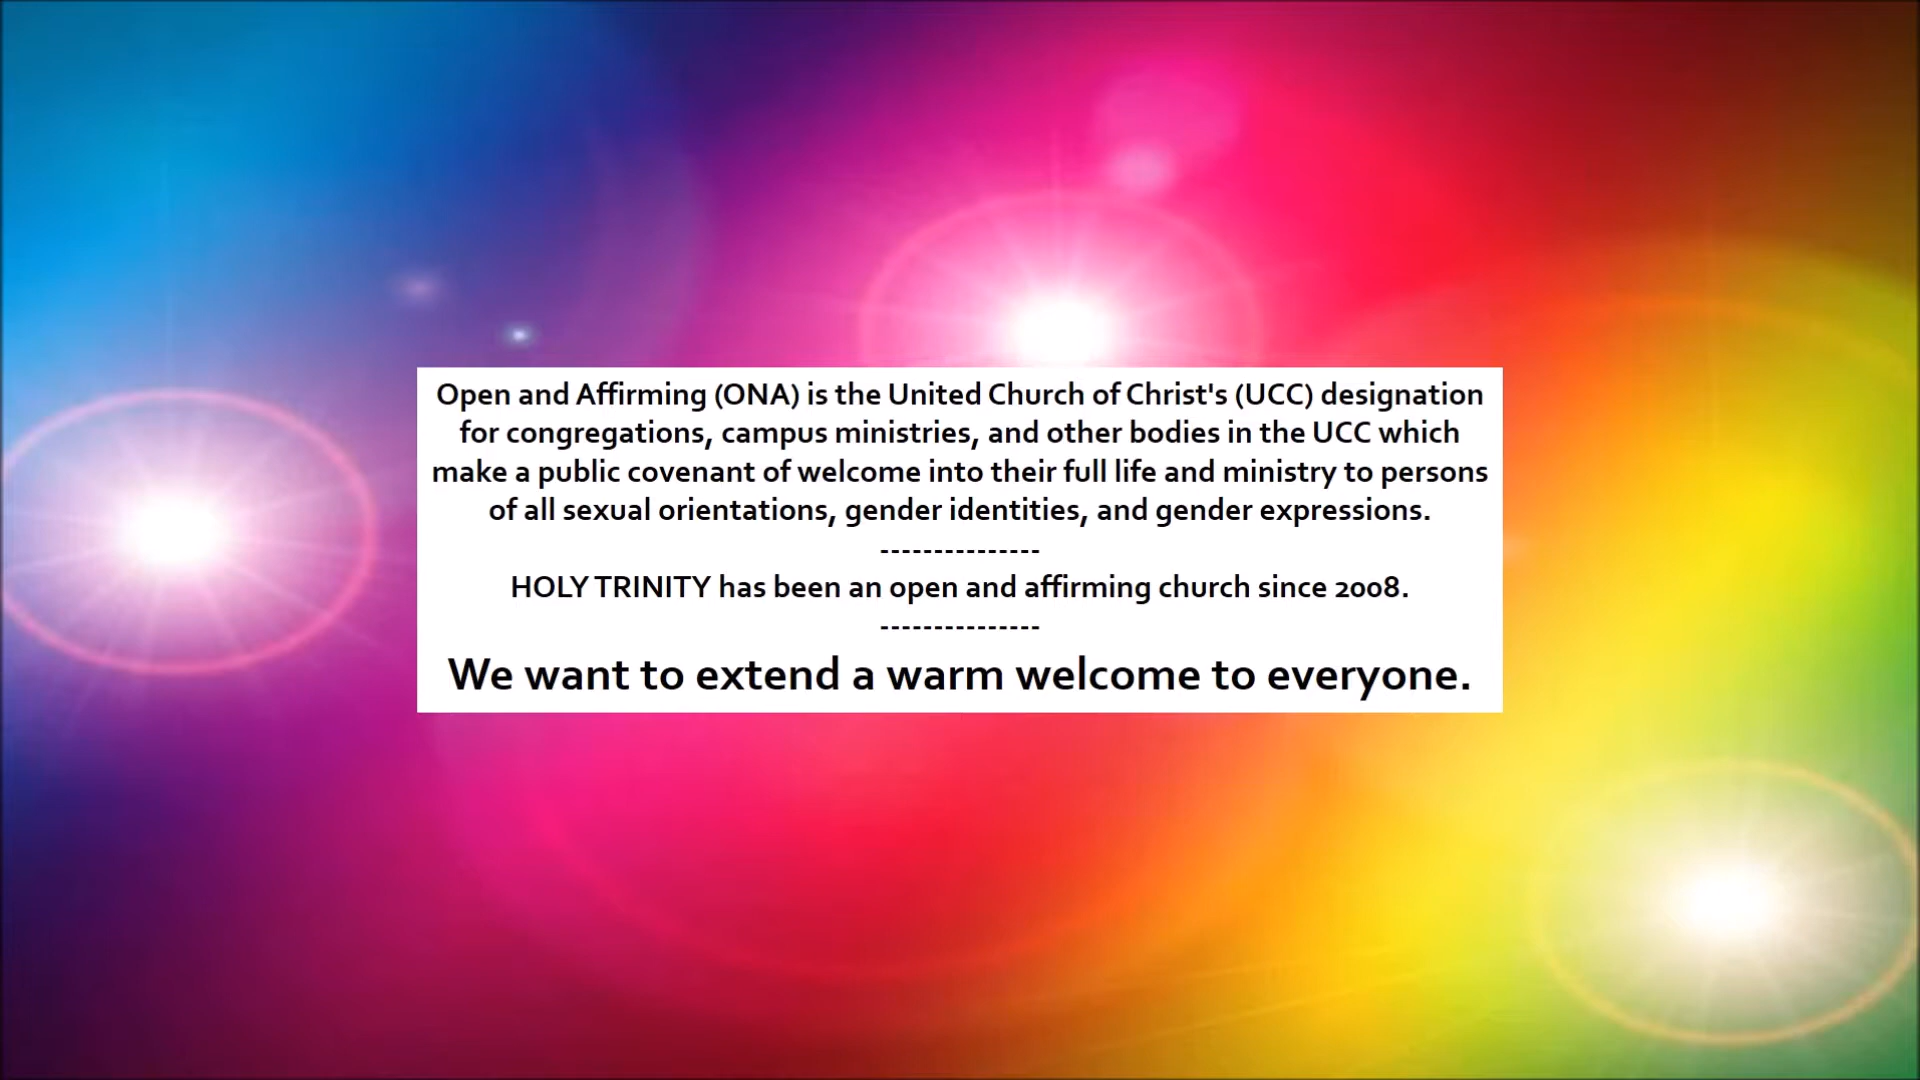 Open and Affirming (ONA) is the United Church of Christ's (UCC) designation
for congregations, campus ministries, and other bodies in the UCC which
make a public covenant of welcome into their full life and ministry to persons
of all sexual orientations, gender identities, and gender expressions.
---------------
HOLY TRINITY has been an open and affirming church since 2008.
---------------
We want to extend a warm welcome to everyone.